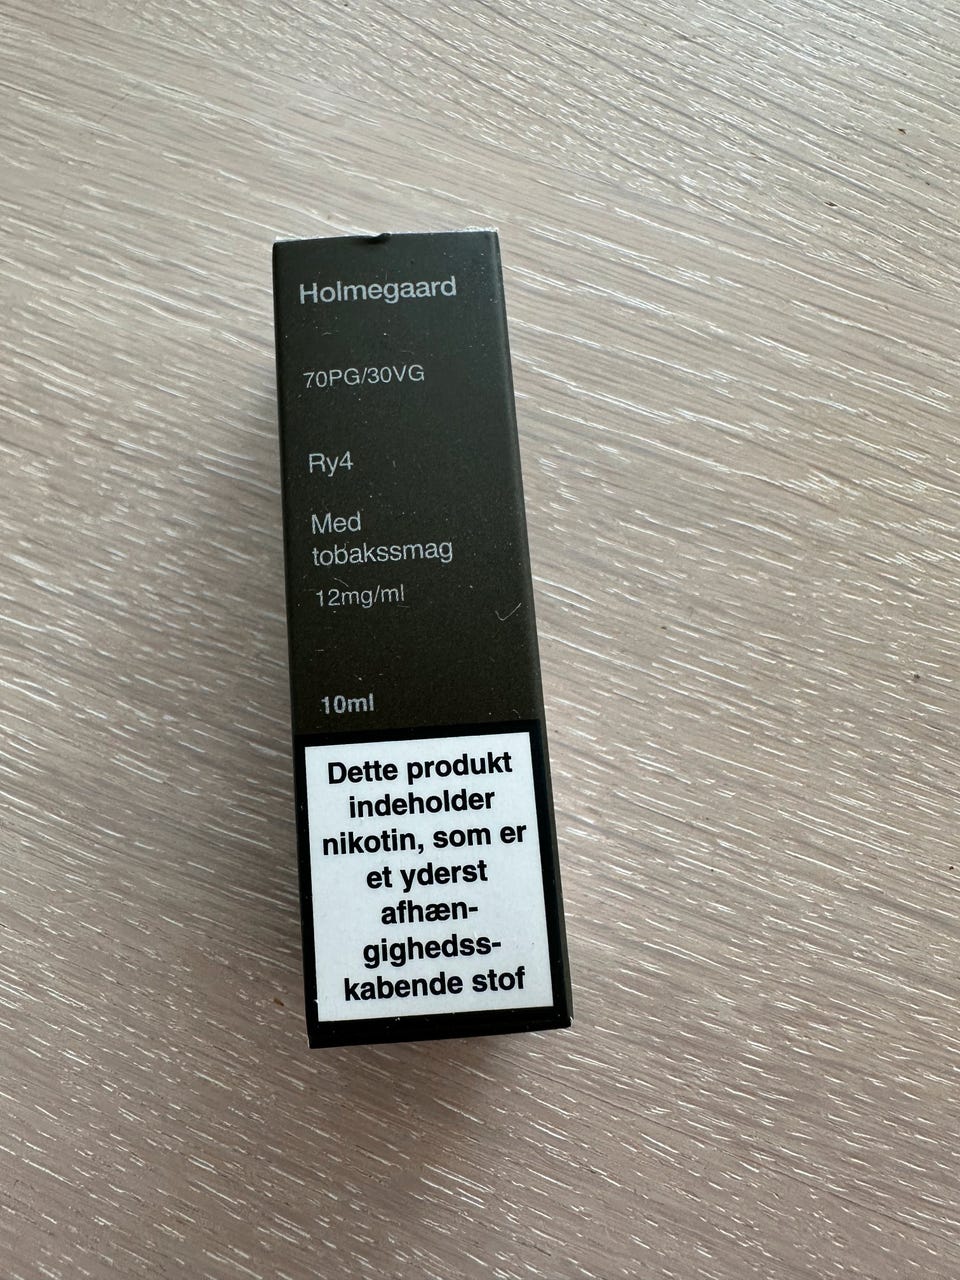 Holmegaard
70PG/30VG
Ry4
Med
tobakssmag
12mg/ml
10ml
Dette produkt
indeholder
nikotin, som er
et yderst
afhæn-
gighedss-
kabende stof